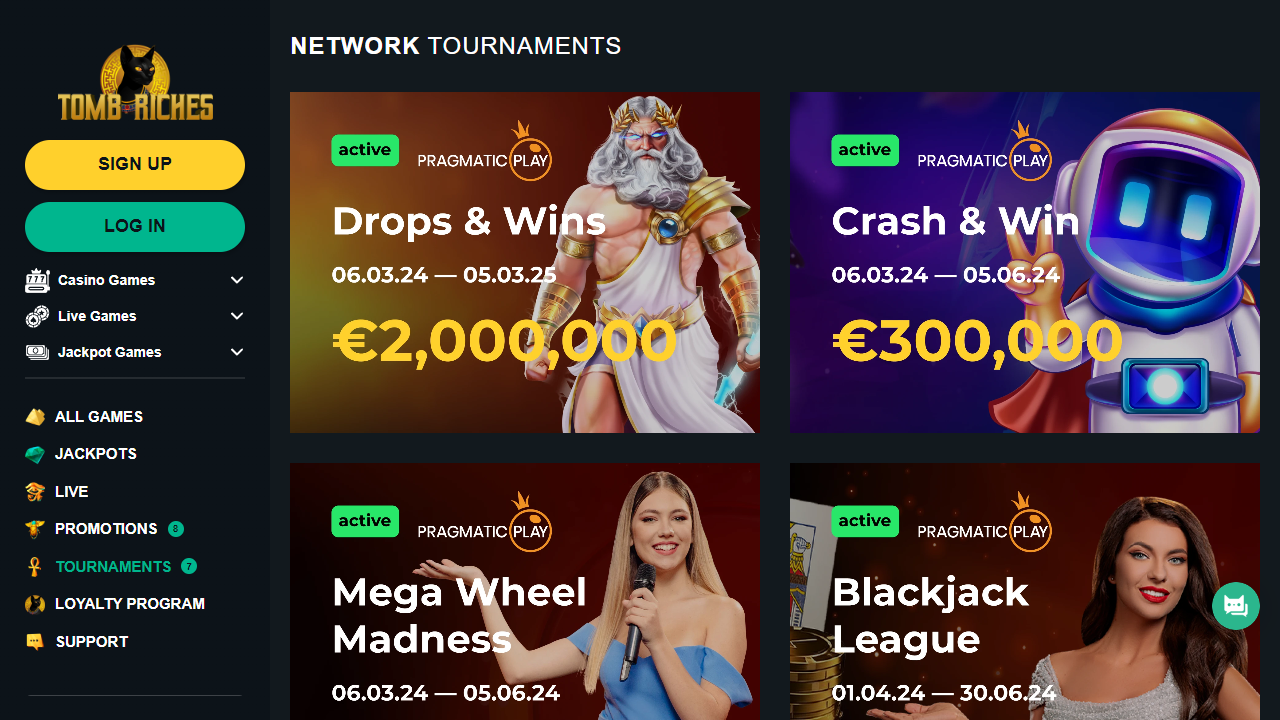 TOMB RICHES
SIGN UP
LOG IN
Casino Games
Live Games
Jackpot Games
ALL GAMES
JACKPOTS
LIVE
PROMOTIONS 8
TOURNAMENTS 7
LOYALTY PROGRAM
SUPPORT
NETWORK TOURNAMENTS
active PRAGMATIC PLAY
Drops & Wins
06.03.24 — 05.03.25
€2,000,000
active PRAGMATIC PLAY
Crash & Win
06.03.24 — 05.06.24
€300,000
active PRAGMATIC PLAY
Mega Wheel
Madness
06.03.24 — 05.06.24
active PRAGMATIC PLAY
Blackjack
League
01.04.24 — 30.06.24